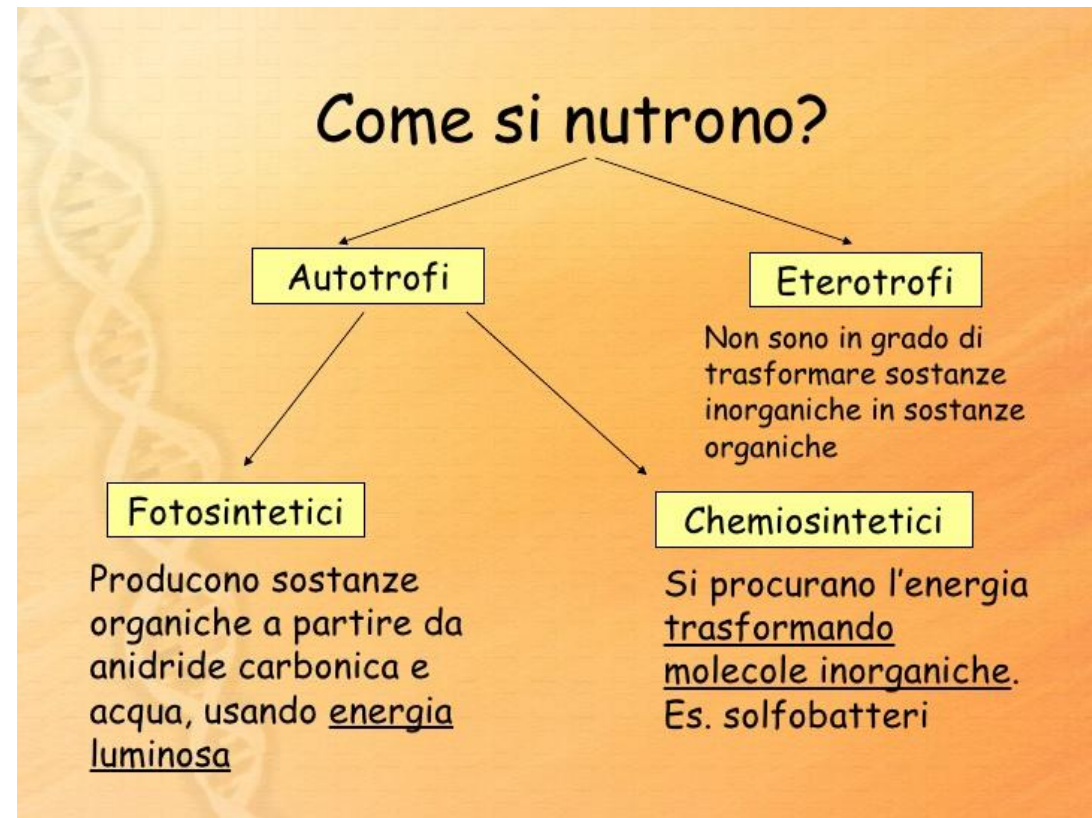 Come si nutrono?
Autotrofi
Eterotrofi
Non sono in grado di
trasformare sostanze
inorganiche in sostanze
organiche
Fotosintetici
Producono sostanze
organiche a partire da
anidride carbonica e
acqua, usando energia
luminosa
Chemiosintetici
Si procurano l'energia
trasformando
molecole inorganiche.
Es. solfobatteri